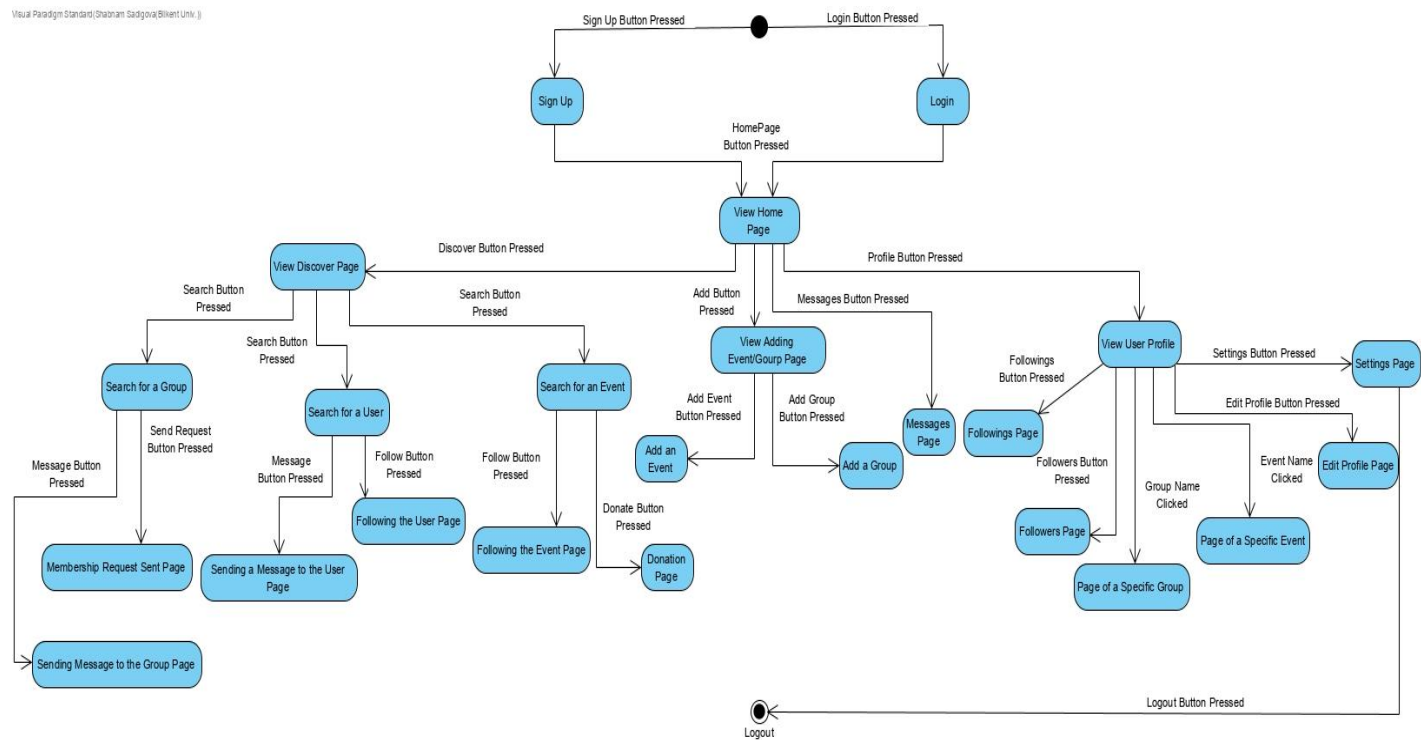 Visual Paradigm Standard(Shabnam Sadigova(Bilkent Univ.))
Sign Up Button Pressed
Login Button Pressed
Sign Up
Login
HomePage
Button Pressed
View Home
Page
Discover Button Pressed
Profile Button Pressed
View Discover Page
Search Button
Pressed
Search Button
Pressed
Search Button
Pressed
Add Button
Pressed
Messages Button Pressed
View Adding
Event/Gourp Page
View User Profile
Settings Button Pressed
Settings Page
Followings
Button Pressed
Search for a Group
Search for a User
Search for an Event
Add Event
Button Pressed
Add Group
Button Pressed
Messages
Page
Followings Page
Edit Profile Button Pressed
Edit Profile Page
Send Request
Button Pressed
Message Button
Pressed
Message
Button Pressed
Follow Button
Pressed
Follow Button
Pressed
Add an
Event
Add a Group
Followers Button
Pressed
Group Name
Clicked
Event Name
Clicked
Following the User Page
Donate Button
Pressed
Followers Page
Page of a Specific Event
Membership Request Sent Page
Sending a Message to the User
Page
Following the Event Page
Donation
Page
Page of a Specific Group
Sending Message to the Group Page
Logout Button Pressed
Logout